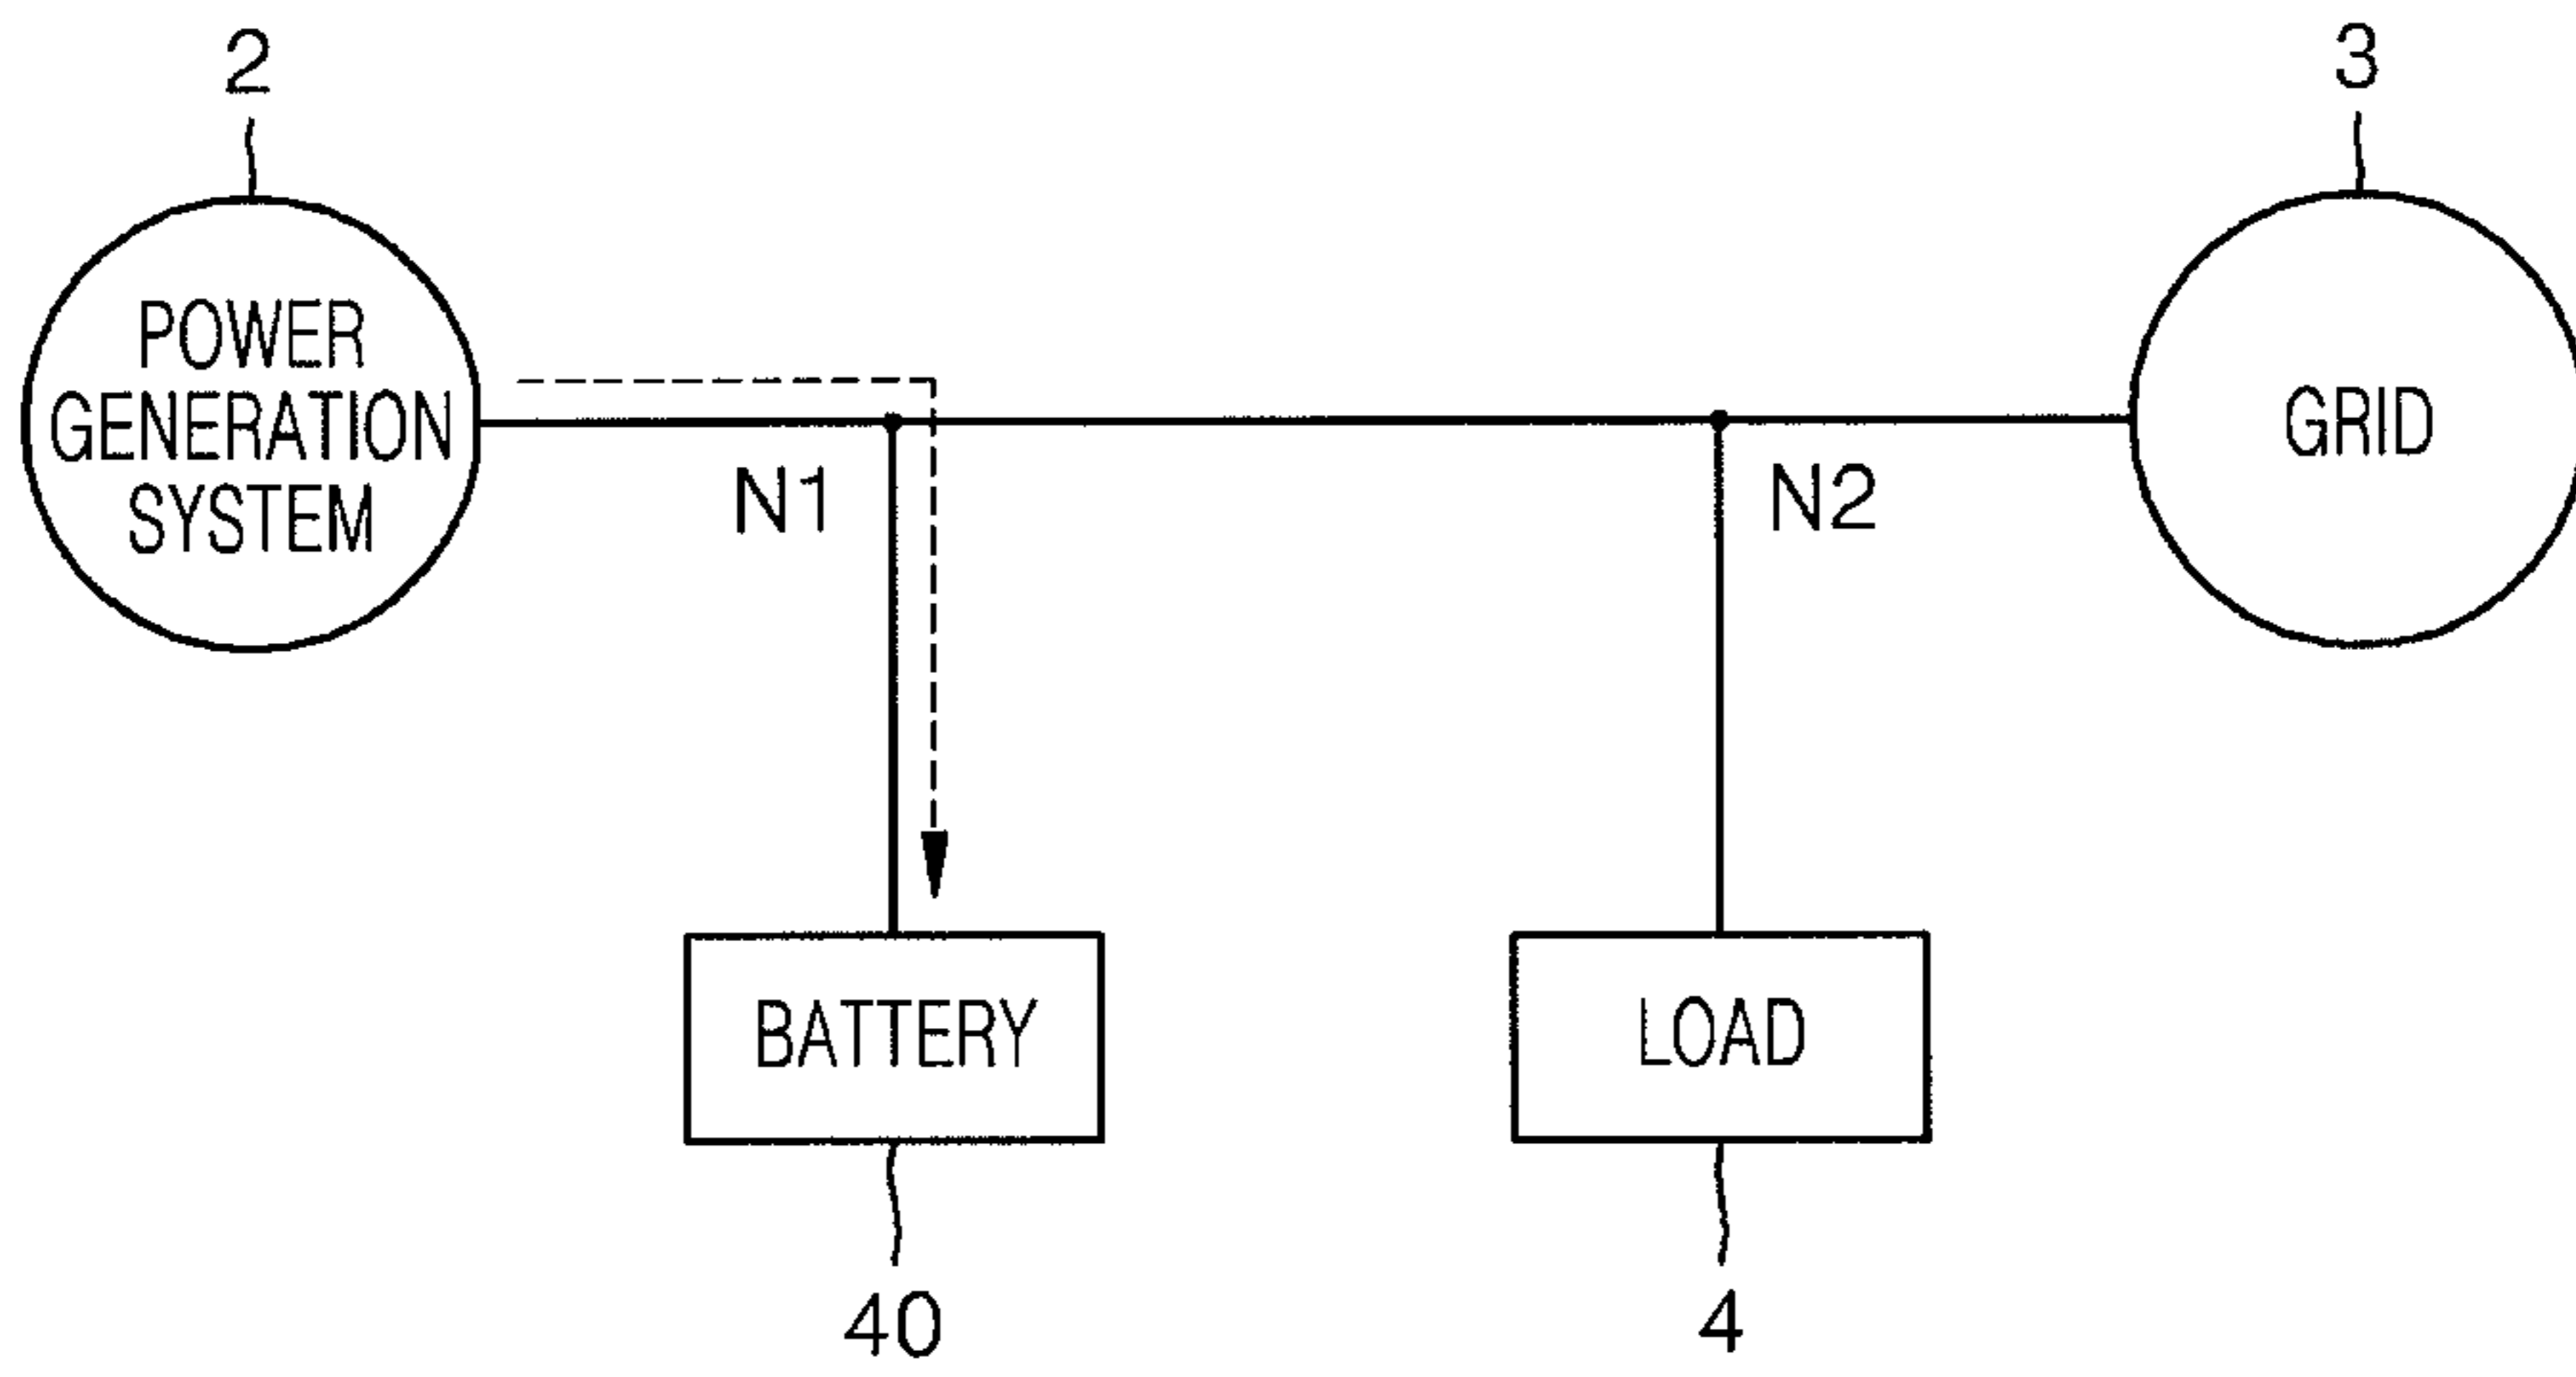 2
3
POWER
GENERATION
SYSTEM
GRID
N1
N2
BATTERY
LOAD
40
4